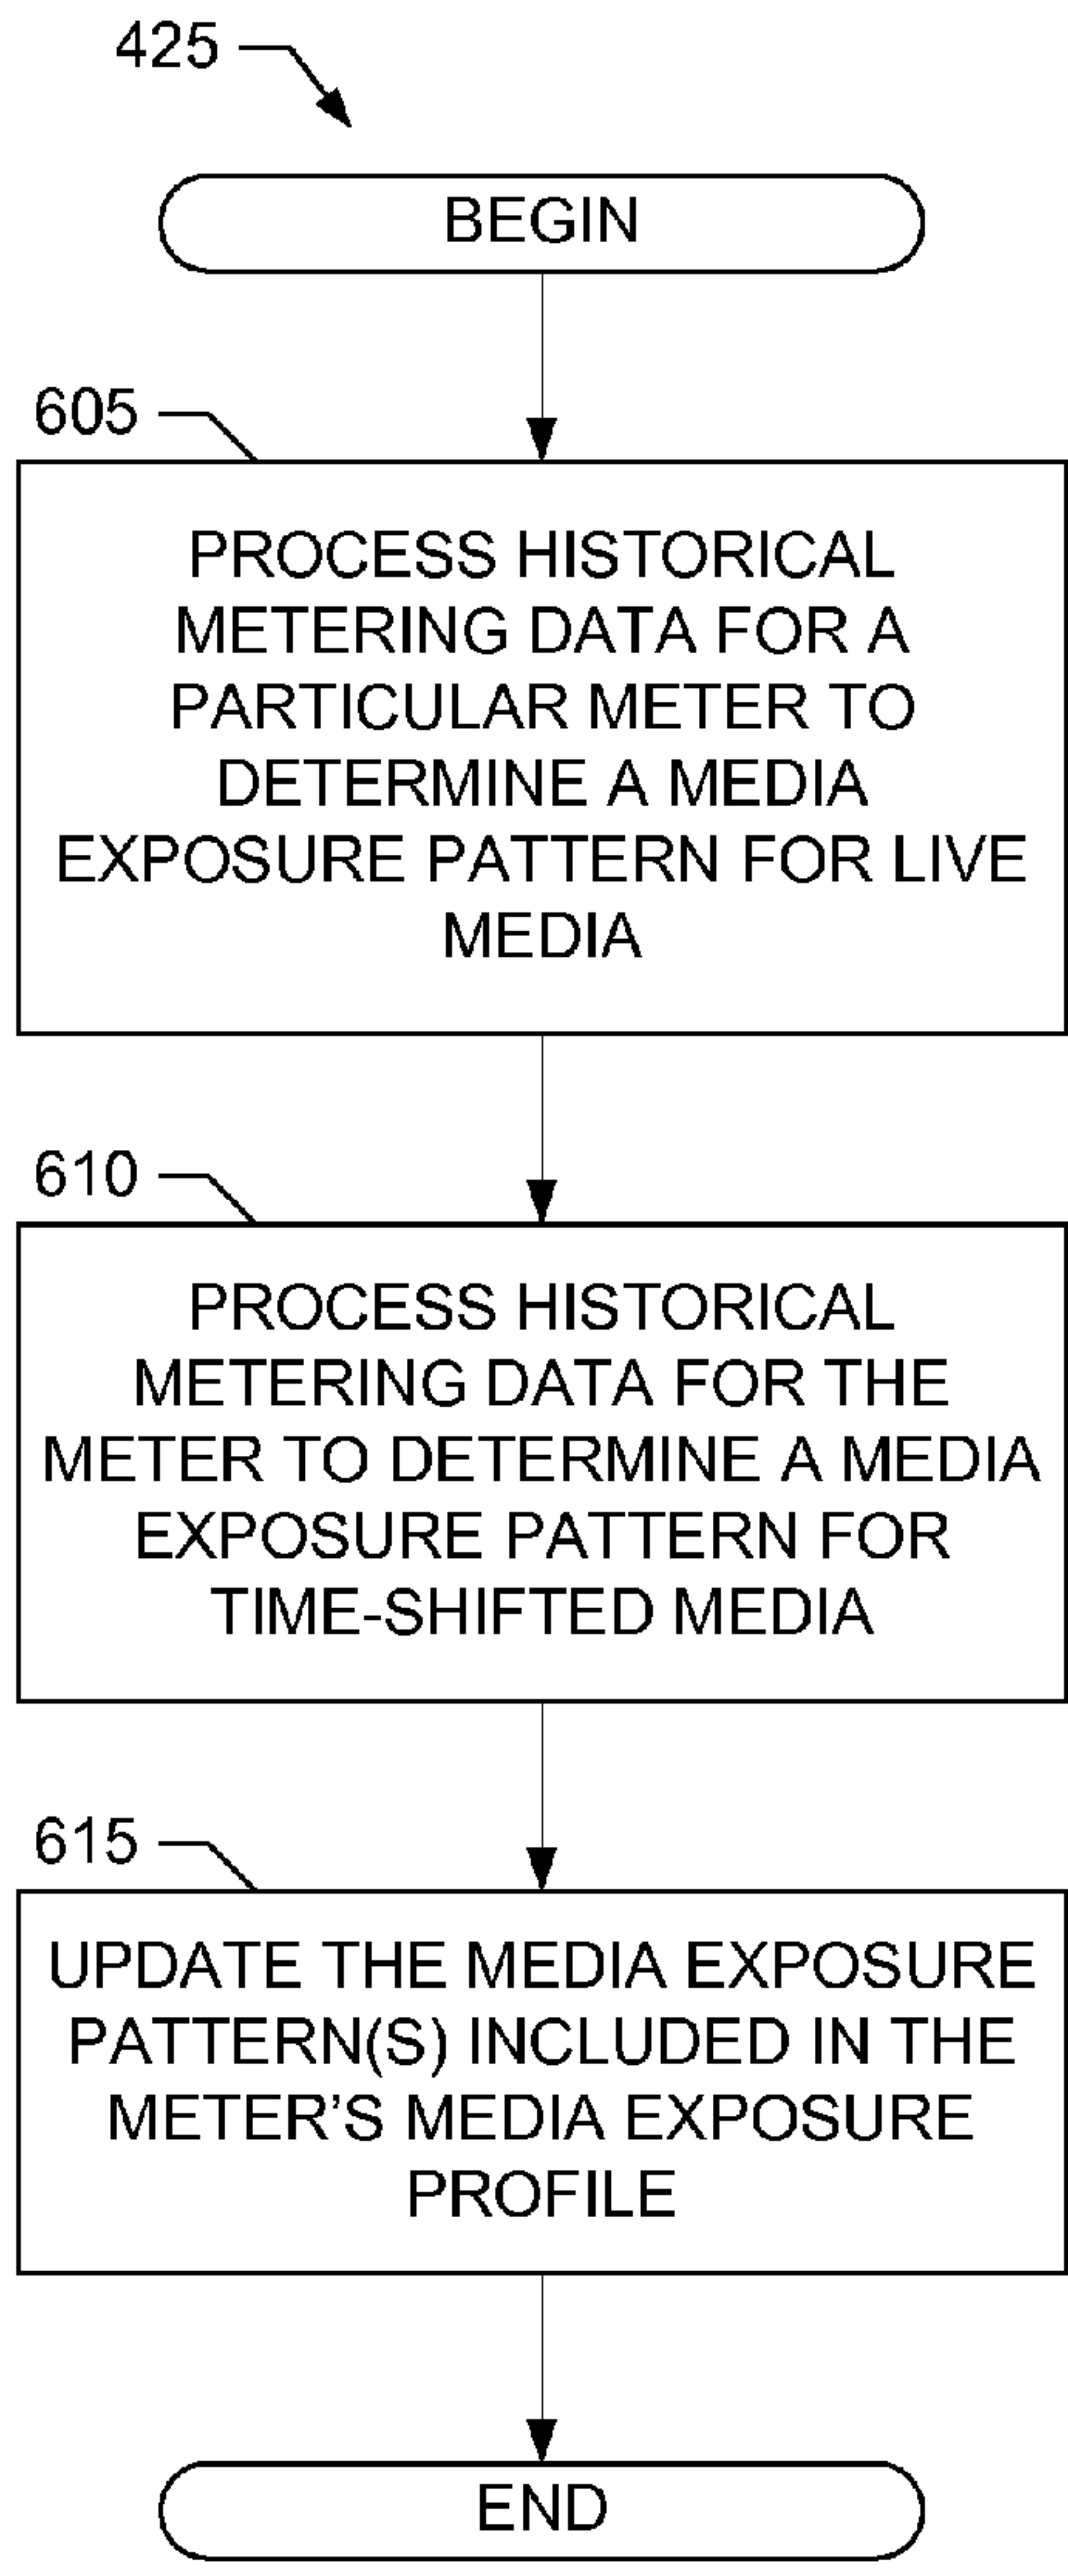 425
BEGIN
605
PROCESS HISTORICAL
METERING DATA FOR A
PARTICULAR METER TO
DETERMINE A MEDIA
EXPOSURE PATTERN FOR LIVE
MEDIA
610
PROCESS HISTORICAL
METERING DATA FOR THE
METER TO DETERMINE A MEDIA
EXPOSURE PATTERN FOR
TIME-SHIFTED MEDIA
615
UPDATE THE MEDIA EXPOSURE
PATTERN(S) INCLUDED IN THE
METER’S MEDIA EXPOSURE
PROFILE
END